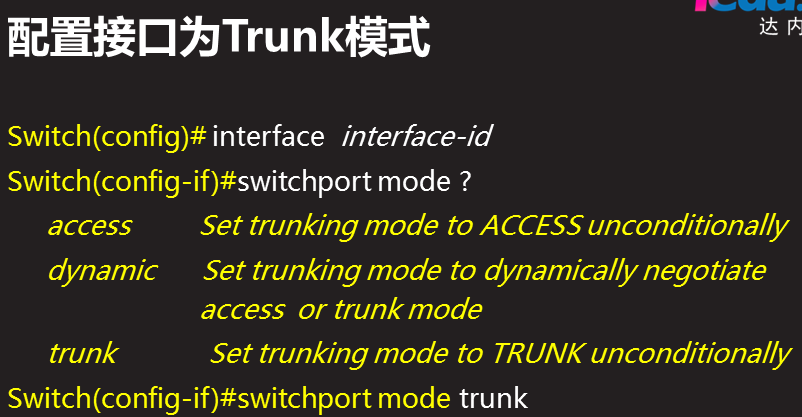 达内
配置接口为Trunk模式
Switch(config)# interface interface-id
Switch(config-if)#switchport mode ?
access Set trunking mode to ACCESS unconditionally
dynamic Set trunking mode to dynamically negotiate
access or trunk mode
trunk Set trunking mode to TRUNK unconditionally
Switch(config-if)#switchport mode trunk